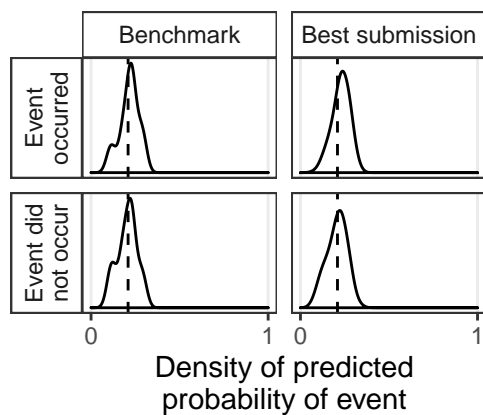 Benchmark
Best submission
Event
occurred
Event did
not occur
0
1
0
1
Density of predicted
probability of event